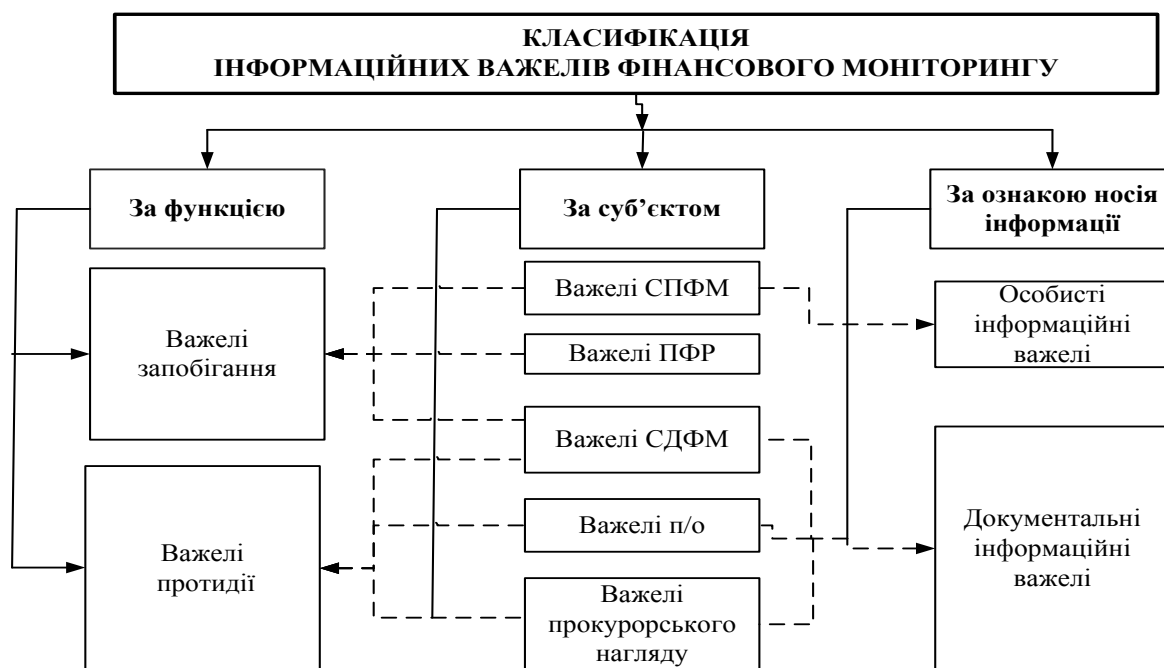 КЛАСИФІКАЦІЯ
ІНФОРМАЦІЙНИХ ВАЖЕЛІВ ФІНАНСОВОГО МОНІТОРИНГУ
За функцією
За суб’єктом
За ознакою носія
інформації
Важелі
запобігання
Важелі
протидії
Важелі СПФМ
Важелі ПФР
Важелі СДФМ
Важелі п/о
Важелі
прокурорського
нагляду
Особисті
інформаційні
важелі
Документальні
інформаційні
важелі